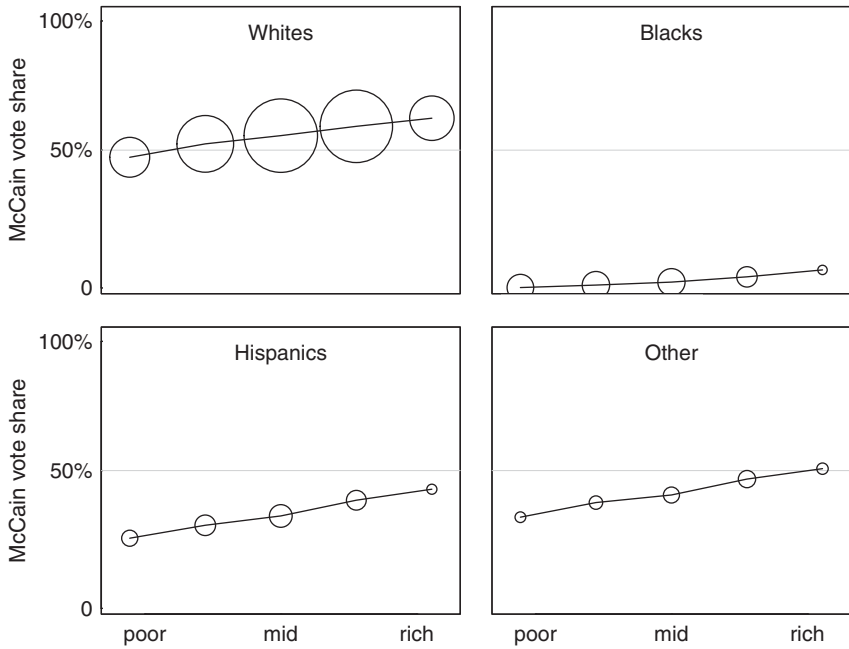 100%
Whites
Blacks
McCain vote share
50%
0
100%
Hispanics
Other
McCain vote share
50%
0
poor mid rich poor mid rich